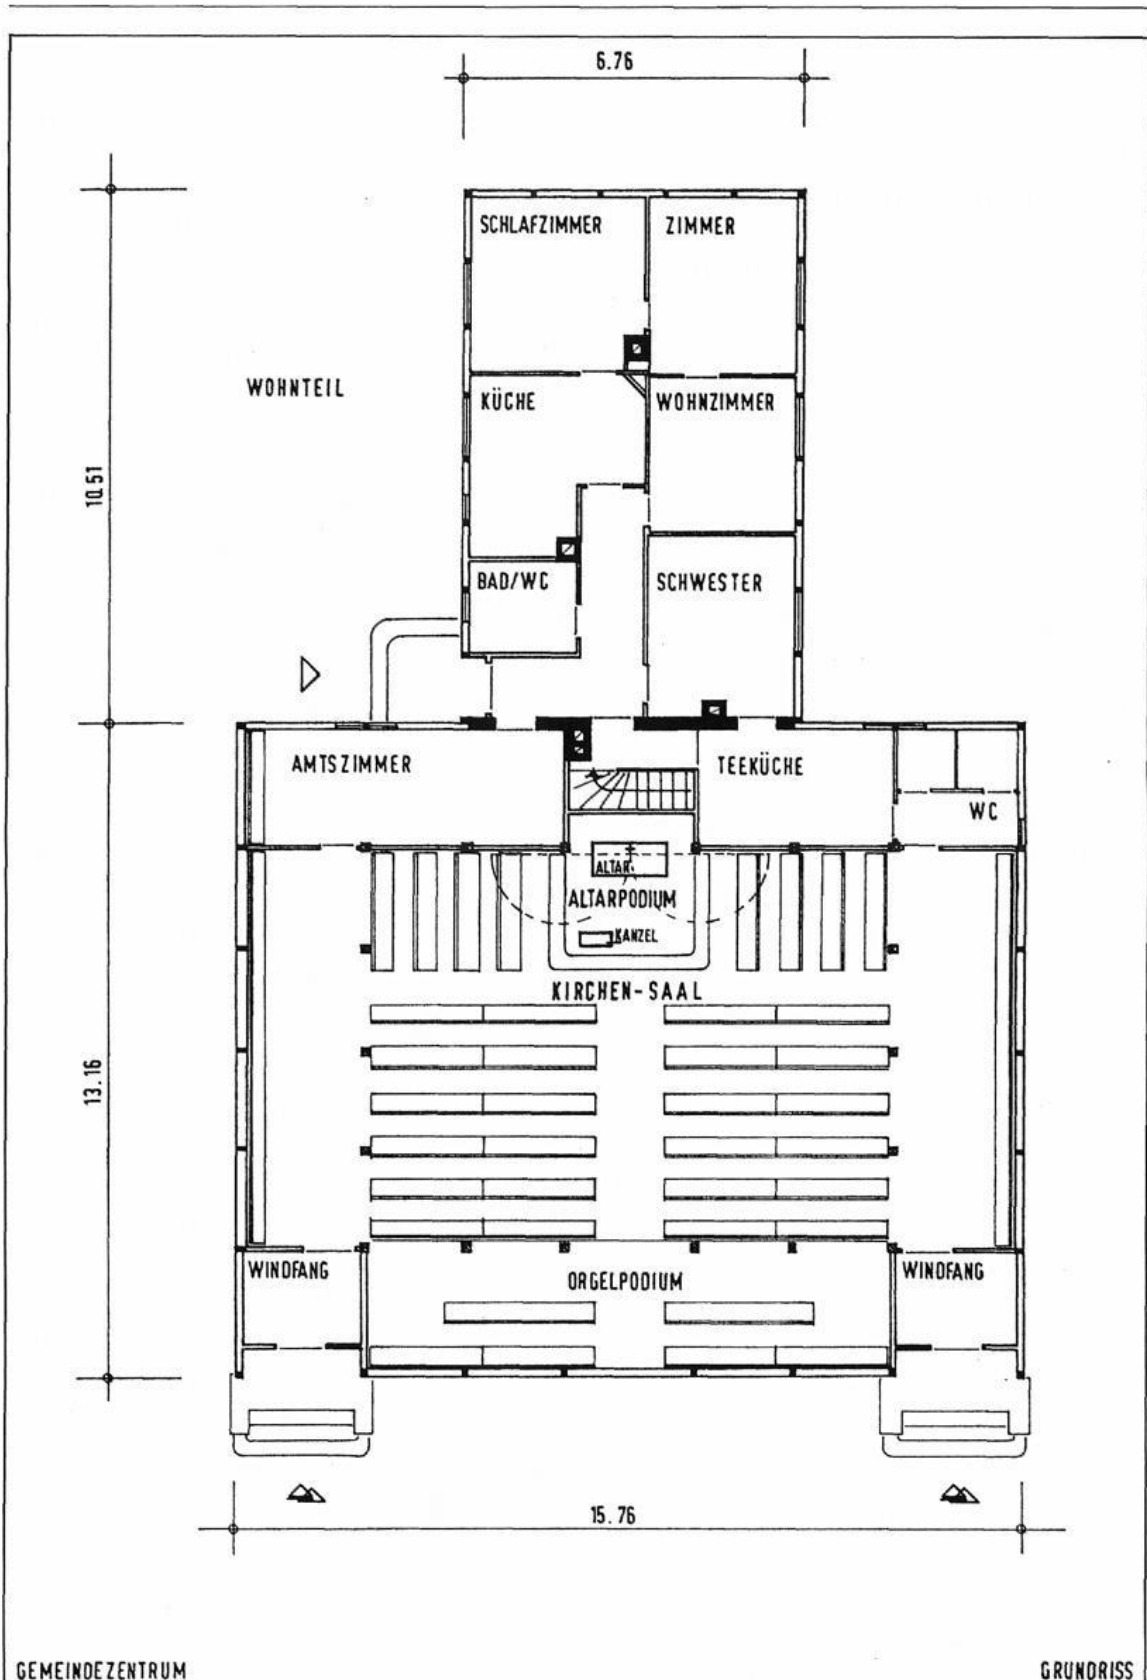 6.76
SCHLAFZIMMER
ZIMMER
WOHNTEIL
KÜCHE
WOHNZIMMER
10.51
BAD/WC
SCHWESTER
AMTSZIMMER
TEEKÜCHE
WC
ALTAR
ALTARPODIUM
KANZEL
KIRCHEN-SAAL
13.16
WINDFANG
ORGELPODIUM
WINDFANG
15.76
GEMEINDEZENTRUM
GRUNDRISS